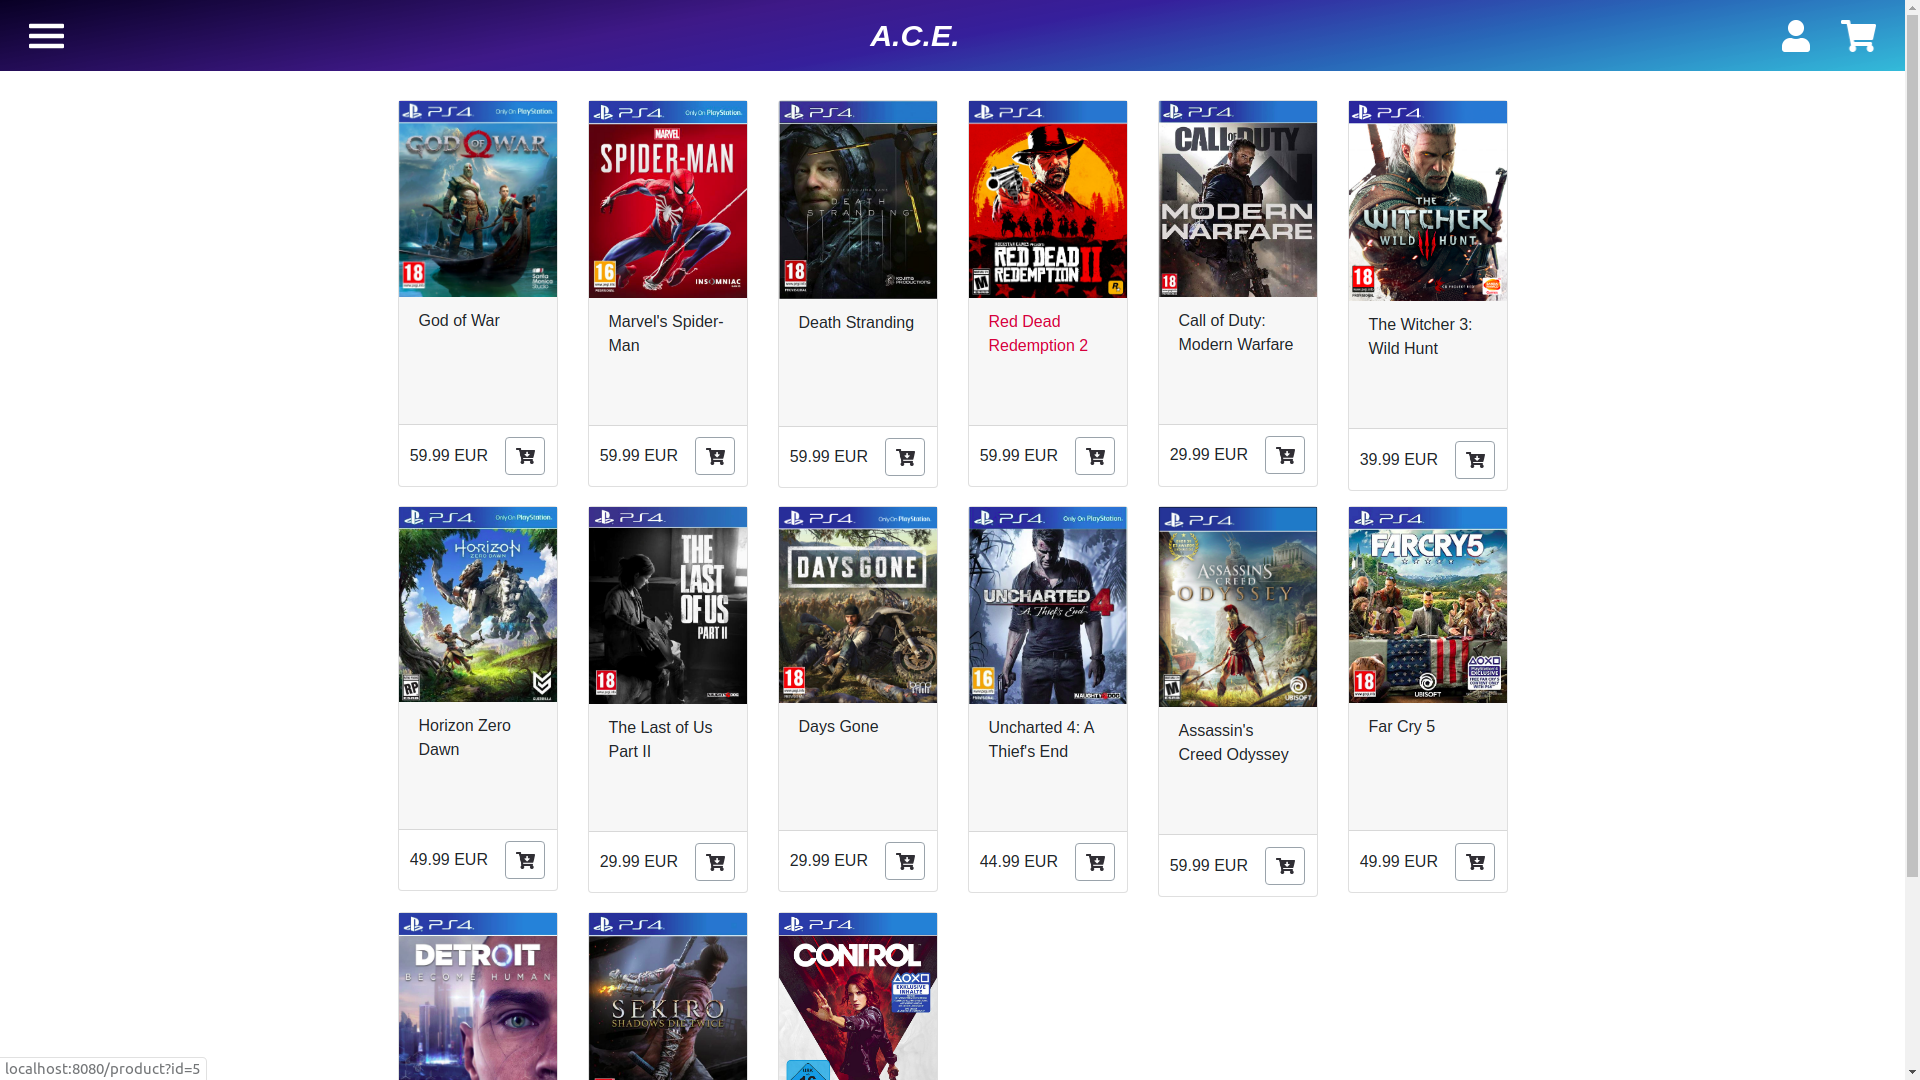 A.C.E.
PS4 Only On PlayStation.
GOD OF WAR
18
Santa Monica Studio
God of War
59.99 EUR
PS4 Only On PlayStation.
MARVEL
SPIDER-MAN
16
INSOMNIAC
Marvel's Spider-
Man
59.99 EUR
PS4
DEATH
STRANDING
18
KOJIMA
PRODUCTIONS
Death Stranding
59.99 EUR
PS4
RED DEAD
REDEMPTION II
M
R
Red Dead
Redemption 2
59.99 EUR
PS4
CALL OF DUTY
MODERN
WARFARE
18
Call of Duty:
Modern Warfare
29.99 EUR
PS4
THE
WITCHER
WILD HUNT
18
The Witcher 3:
Wild Hunt
39.99 EUR
PS4 Only On PlayStation.
HORIZON
ZERO DAWN
RP
GUERRILLA
Horizon Zero
Dawn
49.99 EUR
PS4
THE
LAST
OF US
PART II
18
NAUGHTY DOG
The Last of Us
Part II
29.99 EUR
PS4 Only On PlayStation.
DAYS GONE
18
bend
Days Gone
29.99 EUR
PS4 Only On PlayStation.
UNCHARTED 4
A Thief's End
16
NAUGHTY DOG
Uncharted 4: A
Thief's End
44.99 EUR
PS4
ASSASSIN'S
CREED
ODYSSEY
M
UBISOFT
Assassin's
Creed Odyssey
59.99 EUR
PS4
FARCRY5
18
UBISOFT
EXCLUSIVE
Far Cry 5
49.99 EUR
PS4
DETROIT
BECOME HUMAN
PS4
SEKIRO
SHADOWS DIE TWICE
PS4
CONTROL
EXKLUSIVE
INHALTE
16
localhost:8080/product?id=5